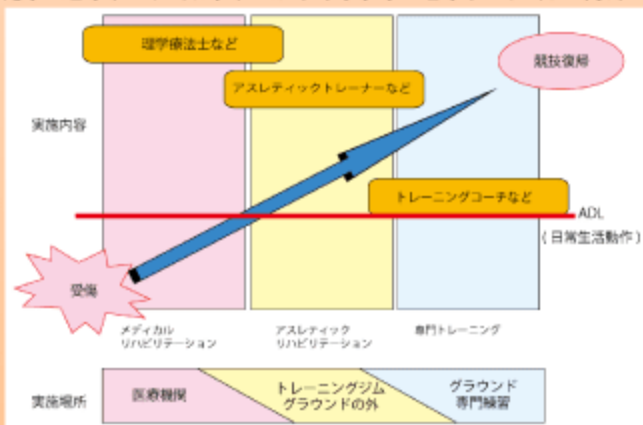 理学療法士など
競技復帰
アスレティックトレーナーなど
実施内容
トレーニングコーチなど
ADL
(日常生活動作)
受傷
メディカル
リハビリテーション
アスレティック
リハビリテーション
専門トレーニング
実施場所
医療機関
トレーニングジム
グラウンドの外
グラウンド
専門練習